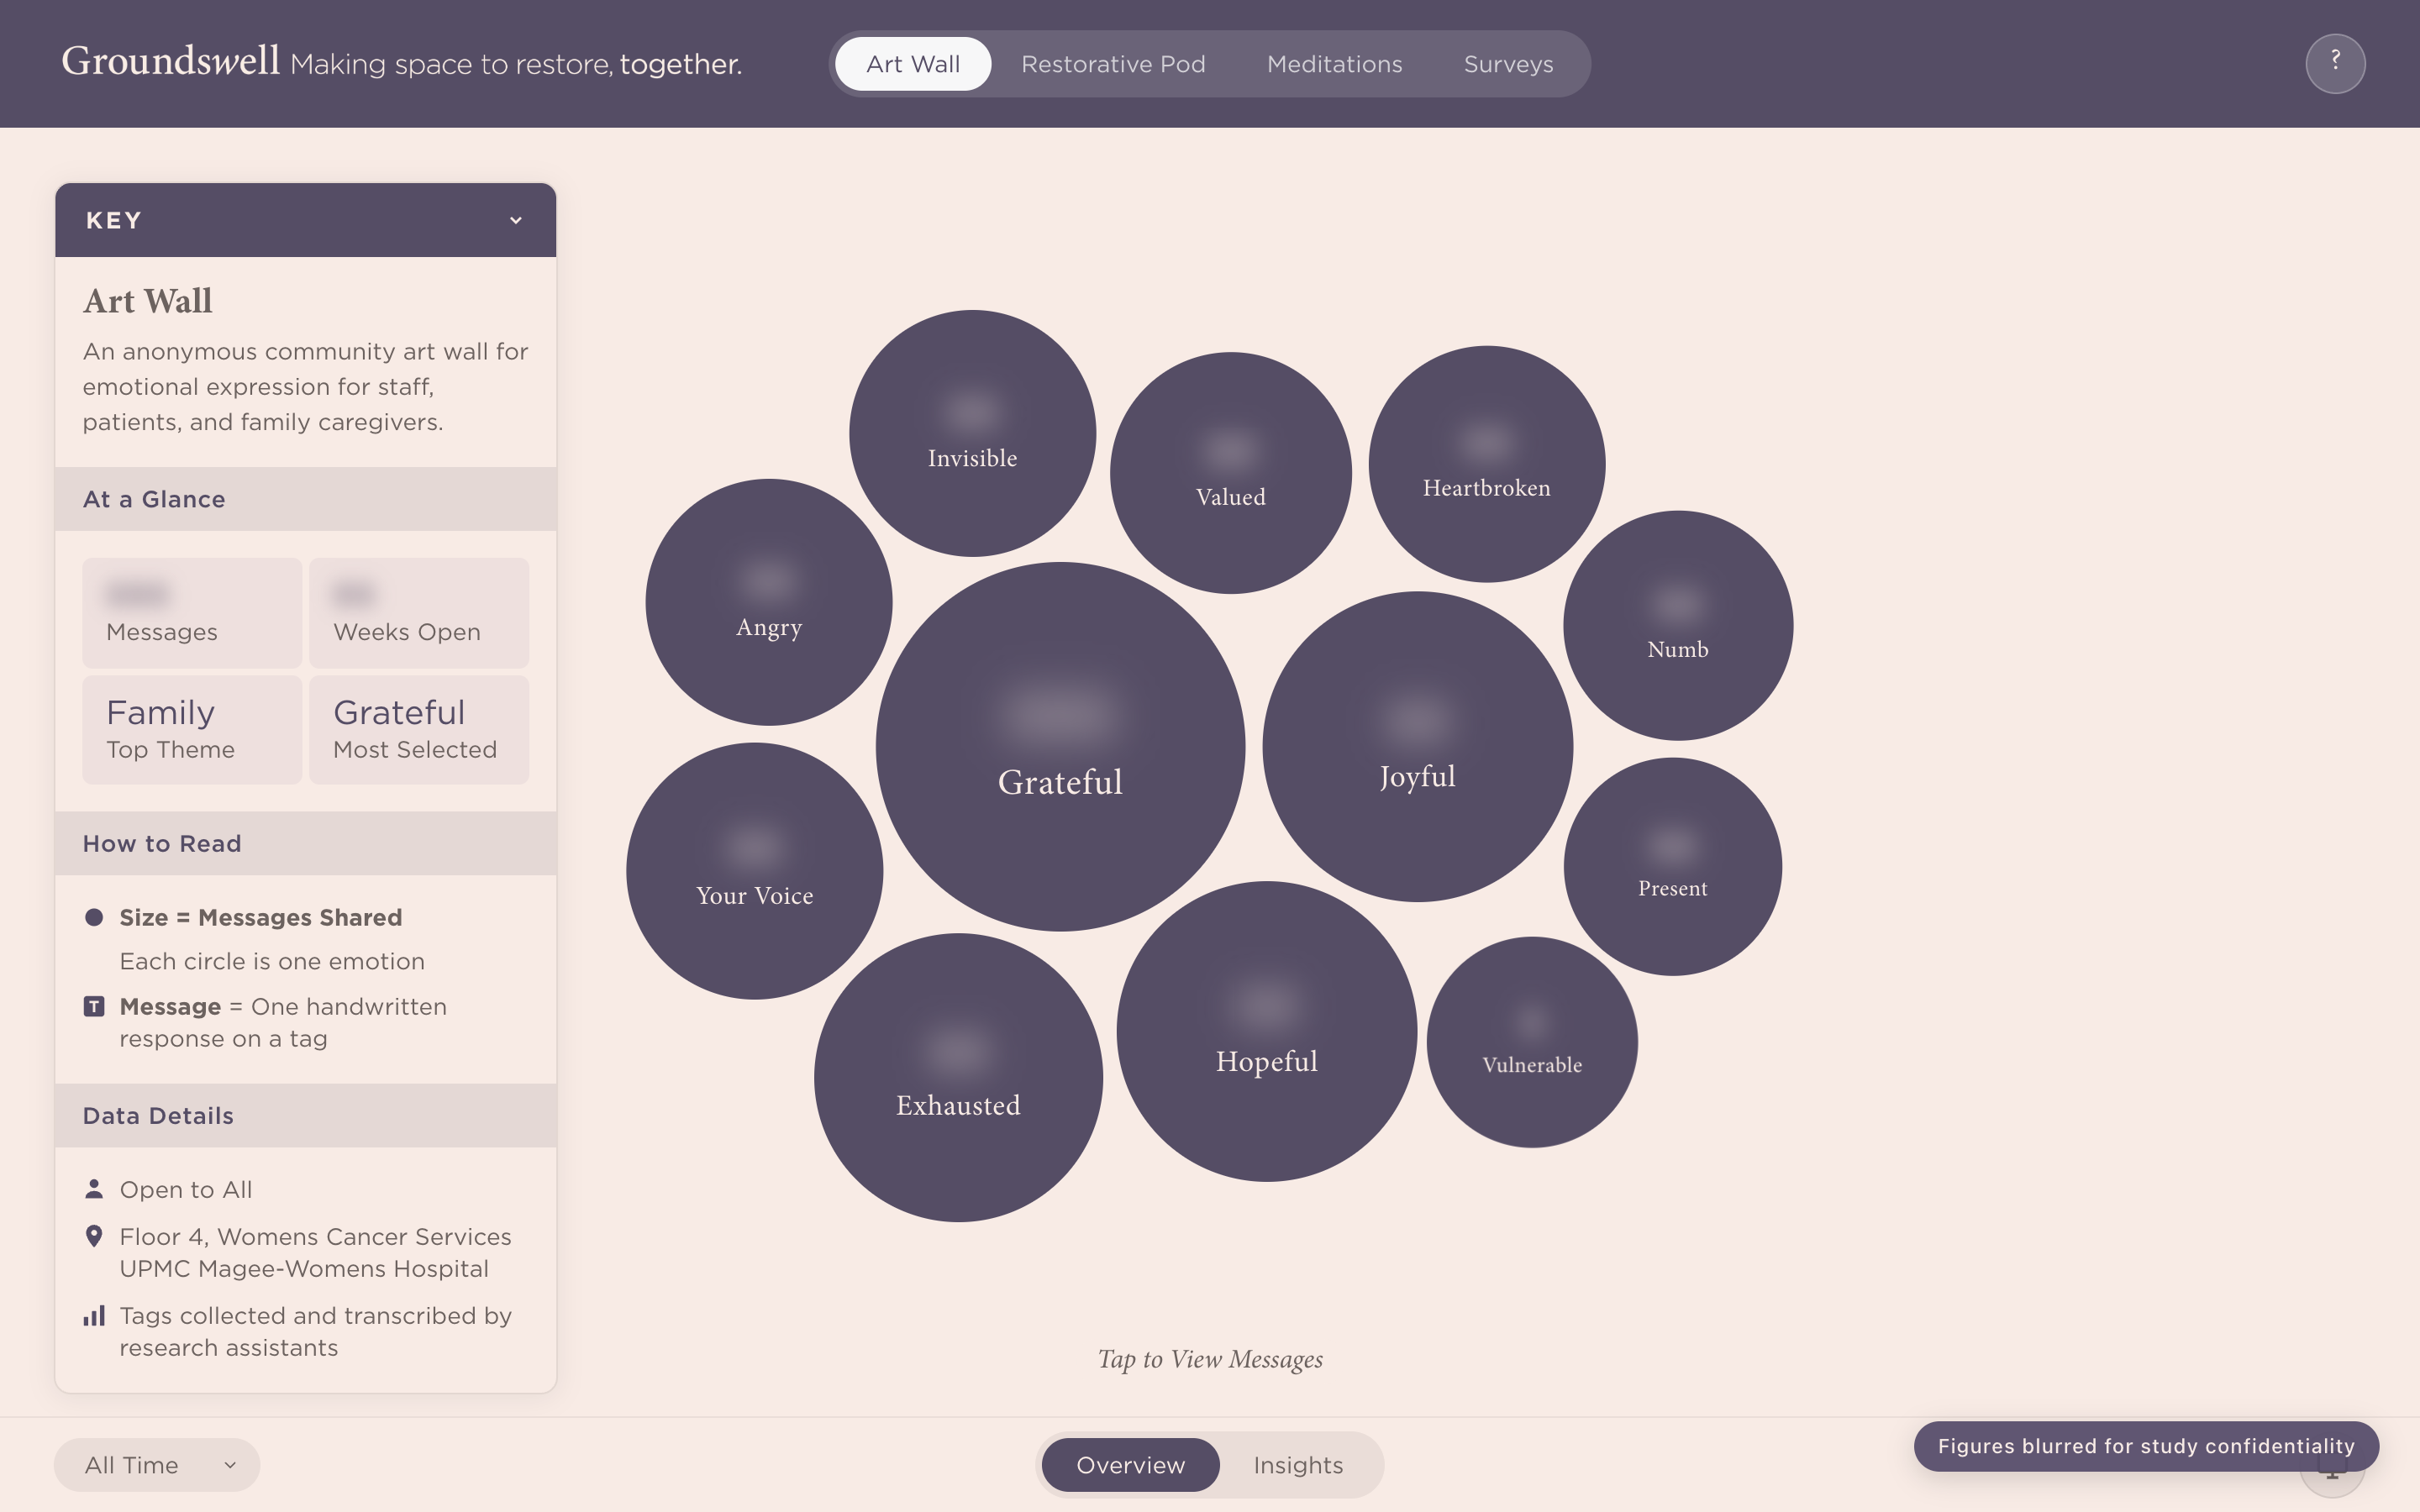 Groundswell Making space to restore, together.
Art Wall
Restorative Pod
Meditations
Surveys
?
KEY
Art Wall
An anonymous community art wall for
emotional expression for staff,
patients, and family caregivers.
At a Glance
Messages
Weeks Open
Family
Top Theme
Grateful
Most Selected
How to Read
Size = Messages Shared
Each circle is one emotion
T Message = One handwritten
response on a tag
Data Details
Open to All
Floor 4, Womens Cancer Services
UPMC Magee-Womens Hospital
Tags collected and transcribed by
research assistants
Invisible
Valued
Heartbroken
Angry
Numb
Grateful
Joyful
Your Voice
Present
Exhausted
Hopeful
Vulnerable
Tap to View Messages
All Time
Overview
Insights
Figures blurred for study confidentiality